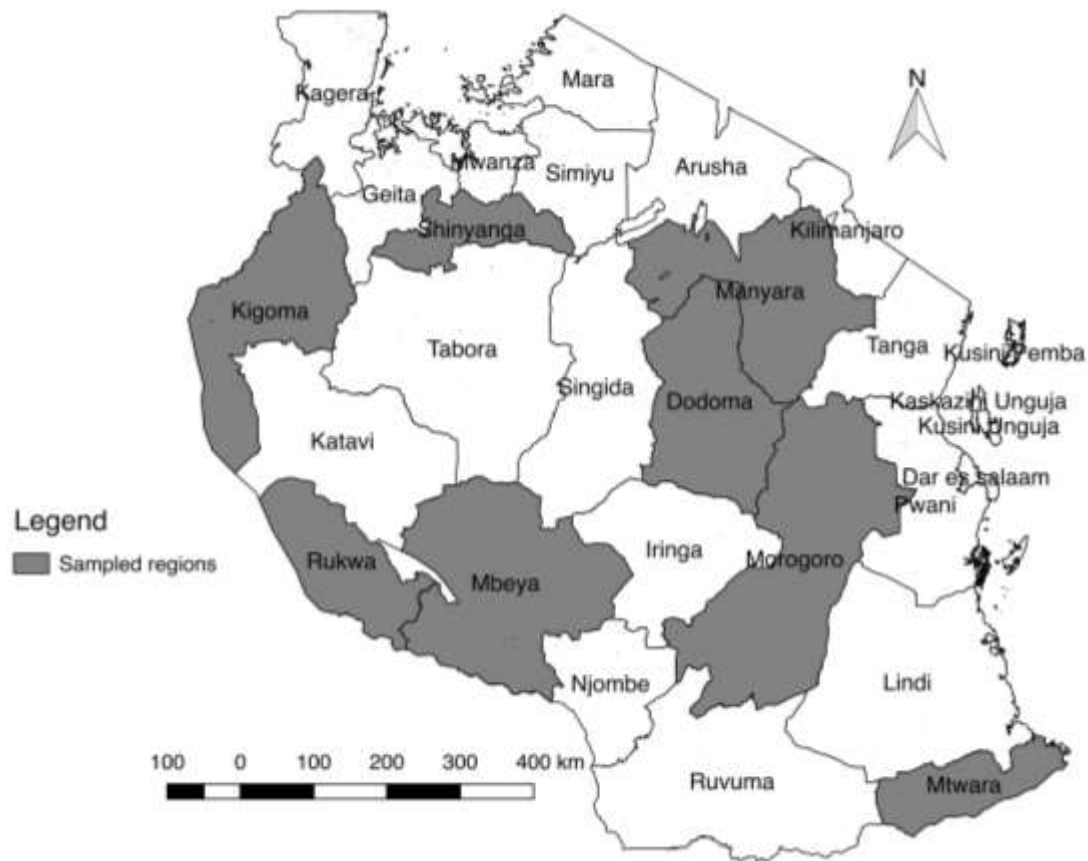 N
Mara
Kagera
Mwanza
Simiyu
Arusha
Geita
Shinyanga
Kilimanjaro
Kigoma
Manyara
Tabora
Tanga
Kusini Pemba
Singida
Dodoma
Kaskazini Unguja
Kusini Unguja
Katavi
Dar es salaam
Pwani
Legend
Sampled regions
Rukwa
Mbeya
Iringa
Morogoro
Njombe
Lindi
100 0 100 200 300 400 km
Ruvuma
Mtwara